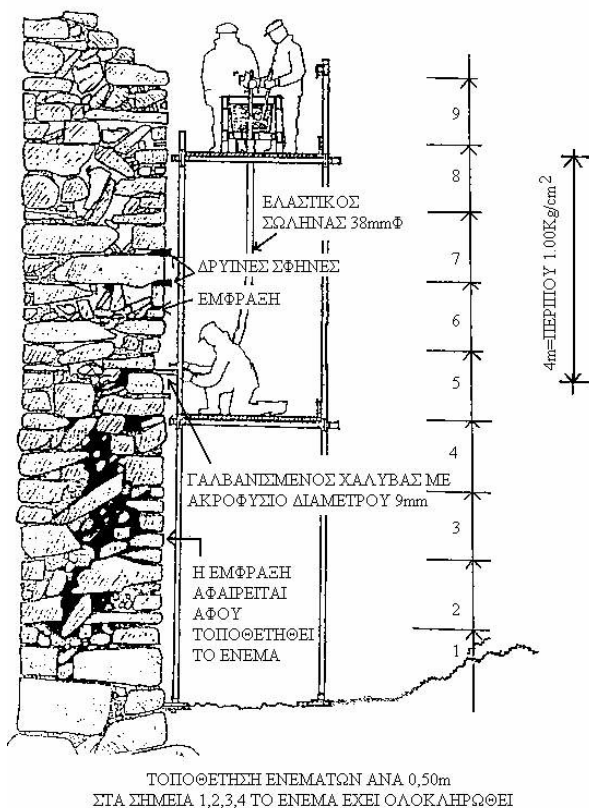 9
8
ΕΛΑΣΤΙΚΟΣ
ΣΩΛΗΝΑΣ 38mmΦ
4m=ΠΕΡΙΠΟΥ 1.00Kg/cm²
7
ΔΡΥΙΝΕΣ ΣΦΗΝΕΣ
ΕΜΦΡΑΞΗ
6
5
4
ΓΑΛΒΑΝΙΣΜΕΝΟΣ ΧΑΛΥΒΑΣ ΜΕ
ΑΚΡΟΦΥΣΙΟ ΔΙΑΜΕΤΡΟΥ 9mm
3
Η ΕΜΦΡΑΞΗ
ΑΦΑΙΡΕΙΤΑΙ
ΑΦΟΥ
ΤΟΠΟΘΕΤΗΘΕΙ
ΤΟ ΕΝΕΜΑ
2
1
ΤΟΠΟΘΕΤΗΣΗ ΕΝΕΜΑΤΩΝ ΑΝΑ 0,50m
ΣΤΑ ΣΗΜΕΙΑ 1,2,3,4 ΤΟ ΕΝΕΜΑ ΕΧΕΙ ΟΛΟΚΛΗΡΩΘΕΙ